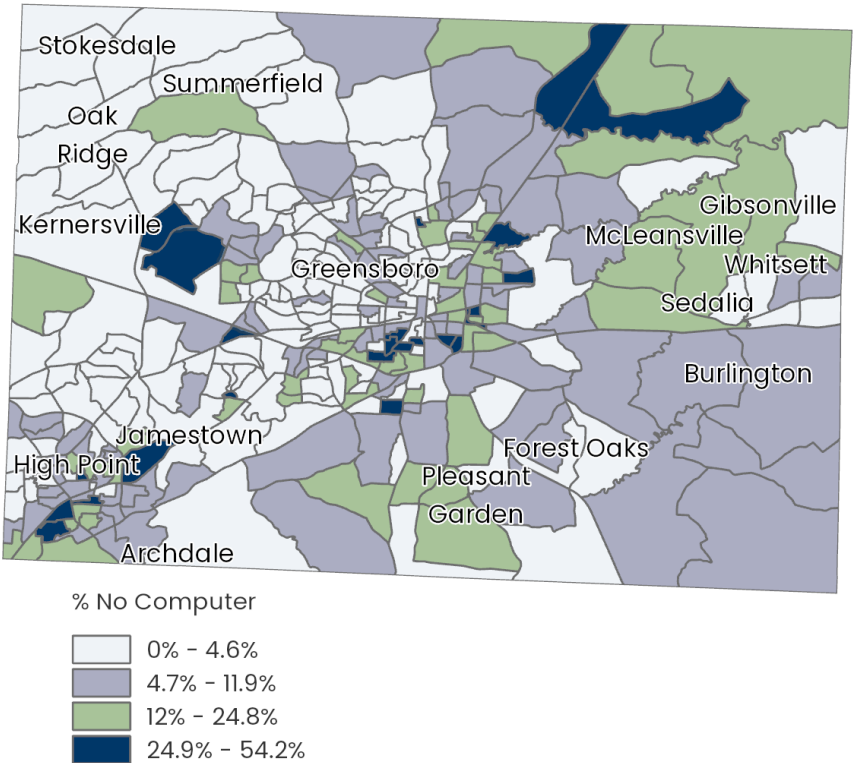 Stokesdale
Summerfield
Oak
Ridge
Kernersville
Gibsonville
McLeansville
Greensboro
Whitsett
Sedalia
Burlington
Jamestown
High Point
Forest Oaks
Pleasant
Garden
Archdale
% No Computer
0% - 4.6%
4.7% - 11.9%
12% - 24.8%
24.9% - 54.2%